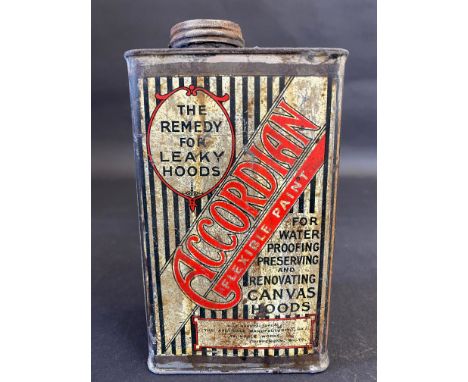 THE
REMEDY
FOR
LEAKY
HOODS
ACCORDIAN
FLEXIBLE PAINT
FOR
WATER
PROOFING
PRESERVING
AND
RENOVATING
CANVAS
HOODS